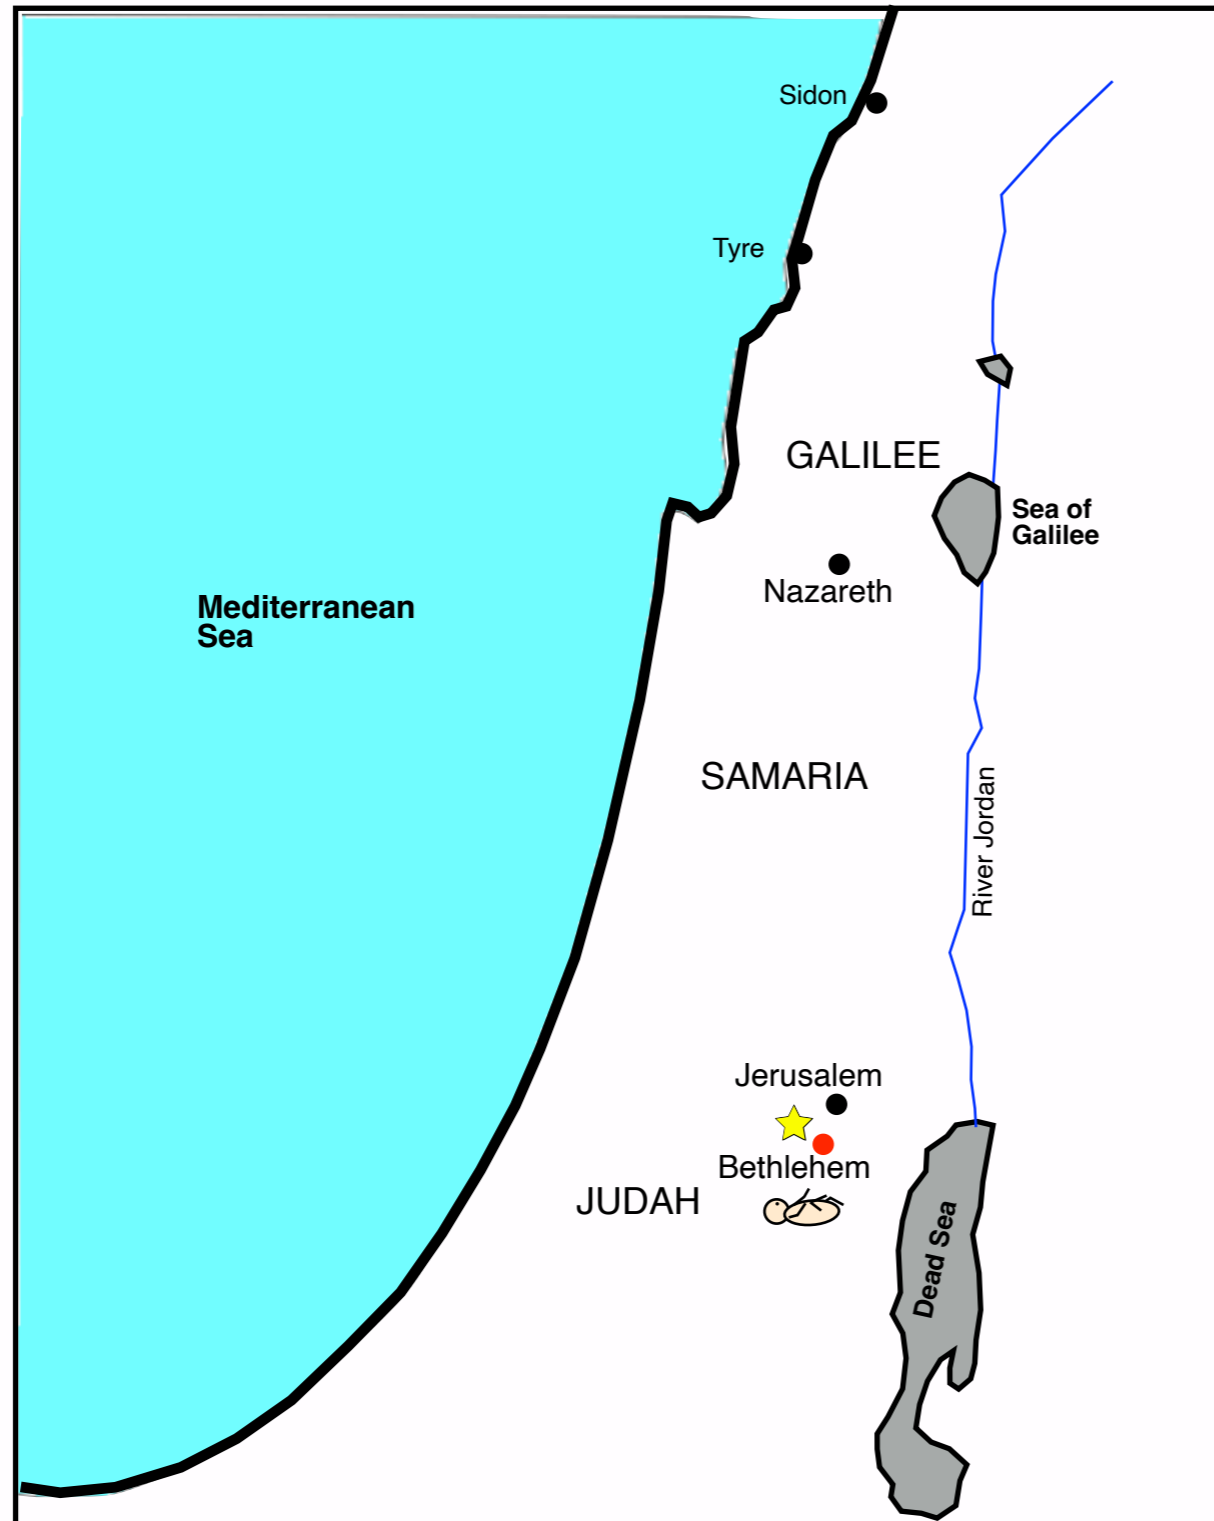 Sidon
Tyre
GALILEE
Sea of
Galilee
Nazareth
Mediterranean
Sea
SAMARIA
River Jordan
Jerusalem
Bethlehem
JUDAH
Dead Sea